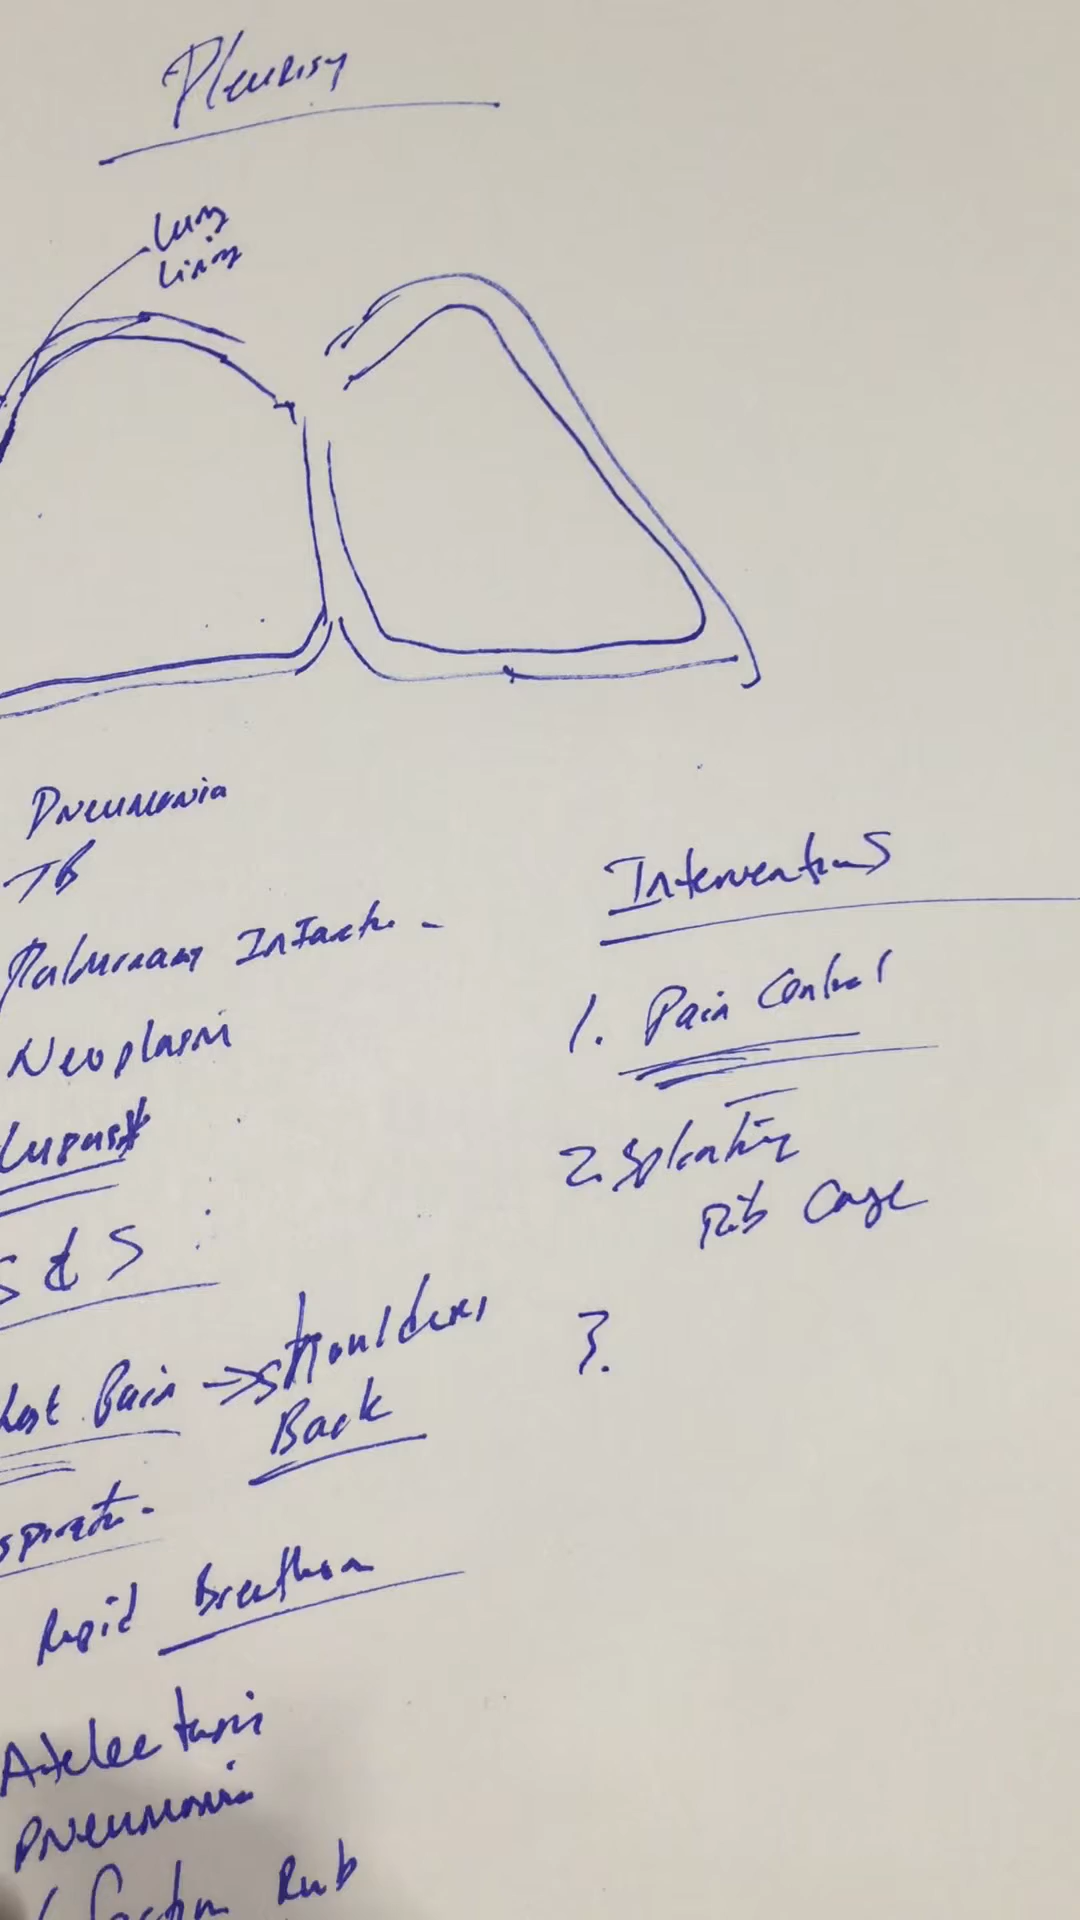 Pleurisy
Lung
Lining
Pneumonia
TB
Pulmonary Infarct.
Neoplasm
Lupus*
S & S :
Pain → Shoulders
Back
Rapid Breathin
Atelectasis
Pneumonia
Rub
Interventions
1. Pain Control
2. Splinting
Rib Cage
3.